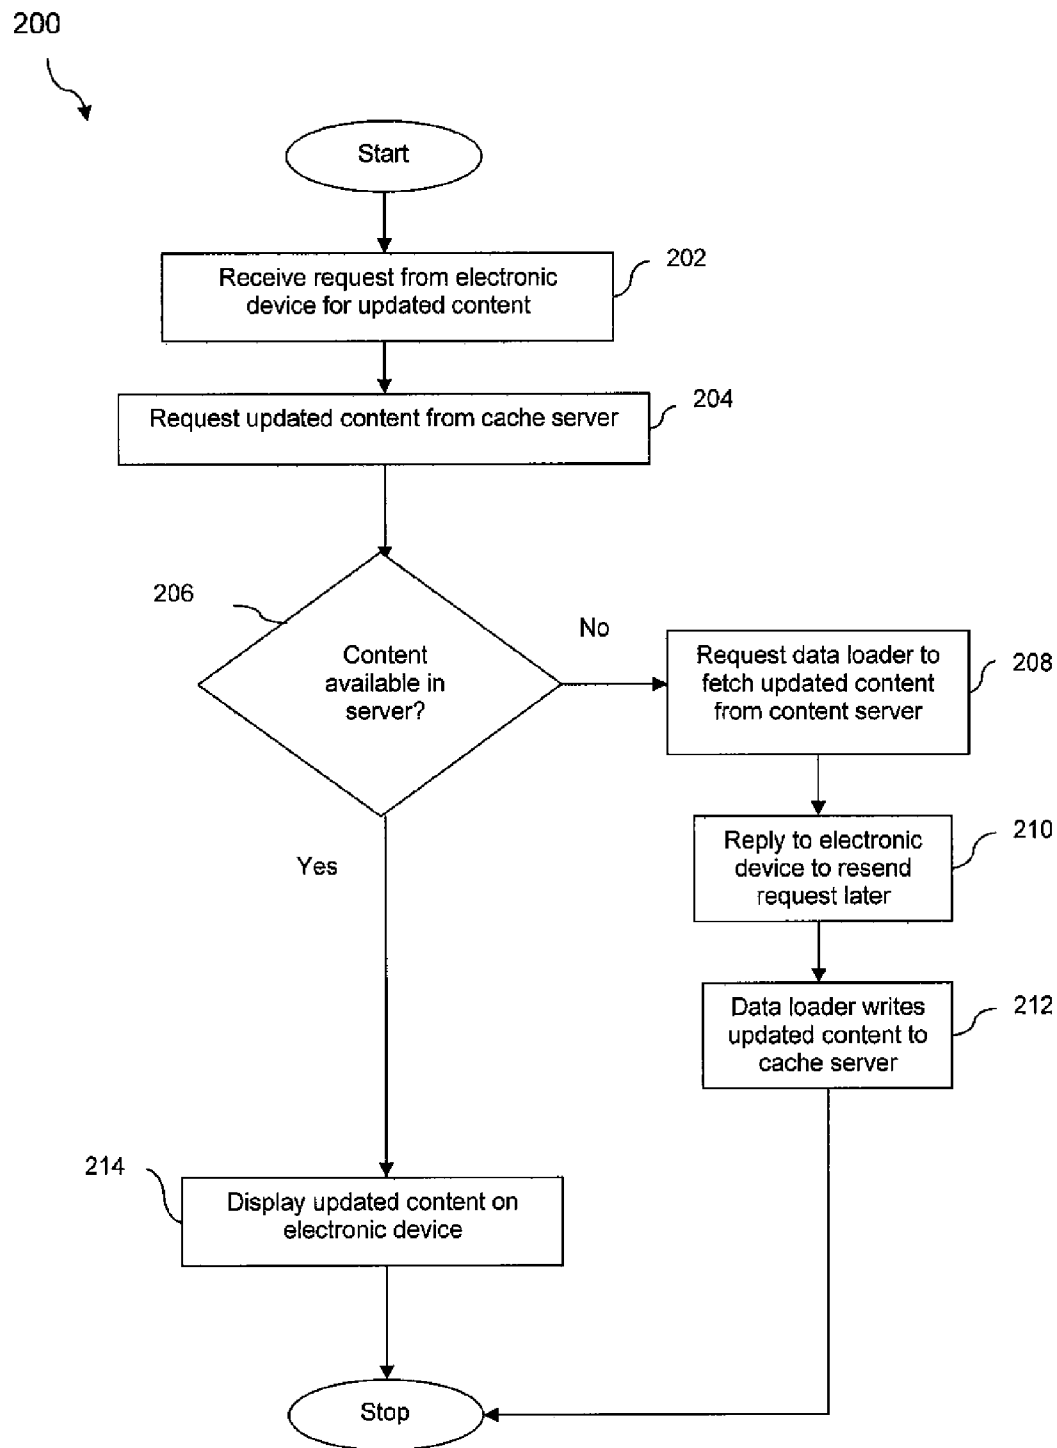 200
Start
Receive request from electronic
device for updated content
202
Request updated content from cache server
204
206
Content
available in
server?
No
Request data loader to
fetch updated content
from content server
208
Reply to electronic
device to resend
request later
210
Yes
Data loader writes
updated content to
cache server
212
214
Display updated content on
electronic device
Stop